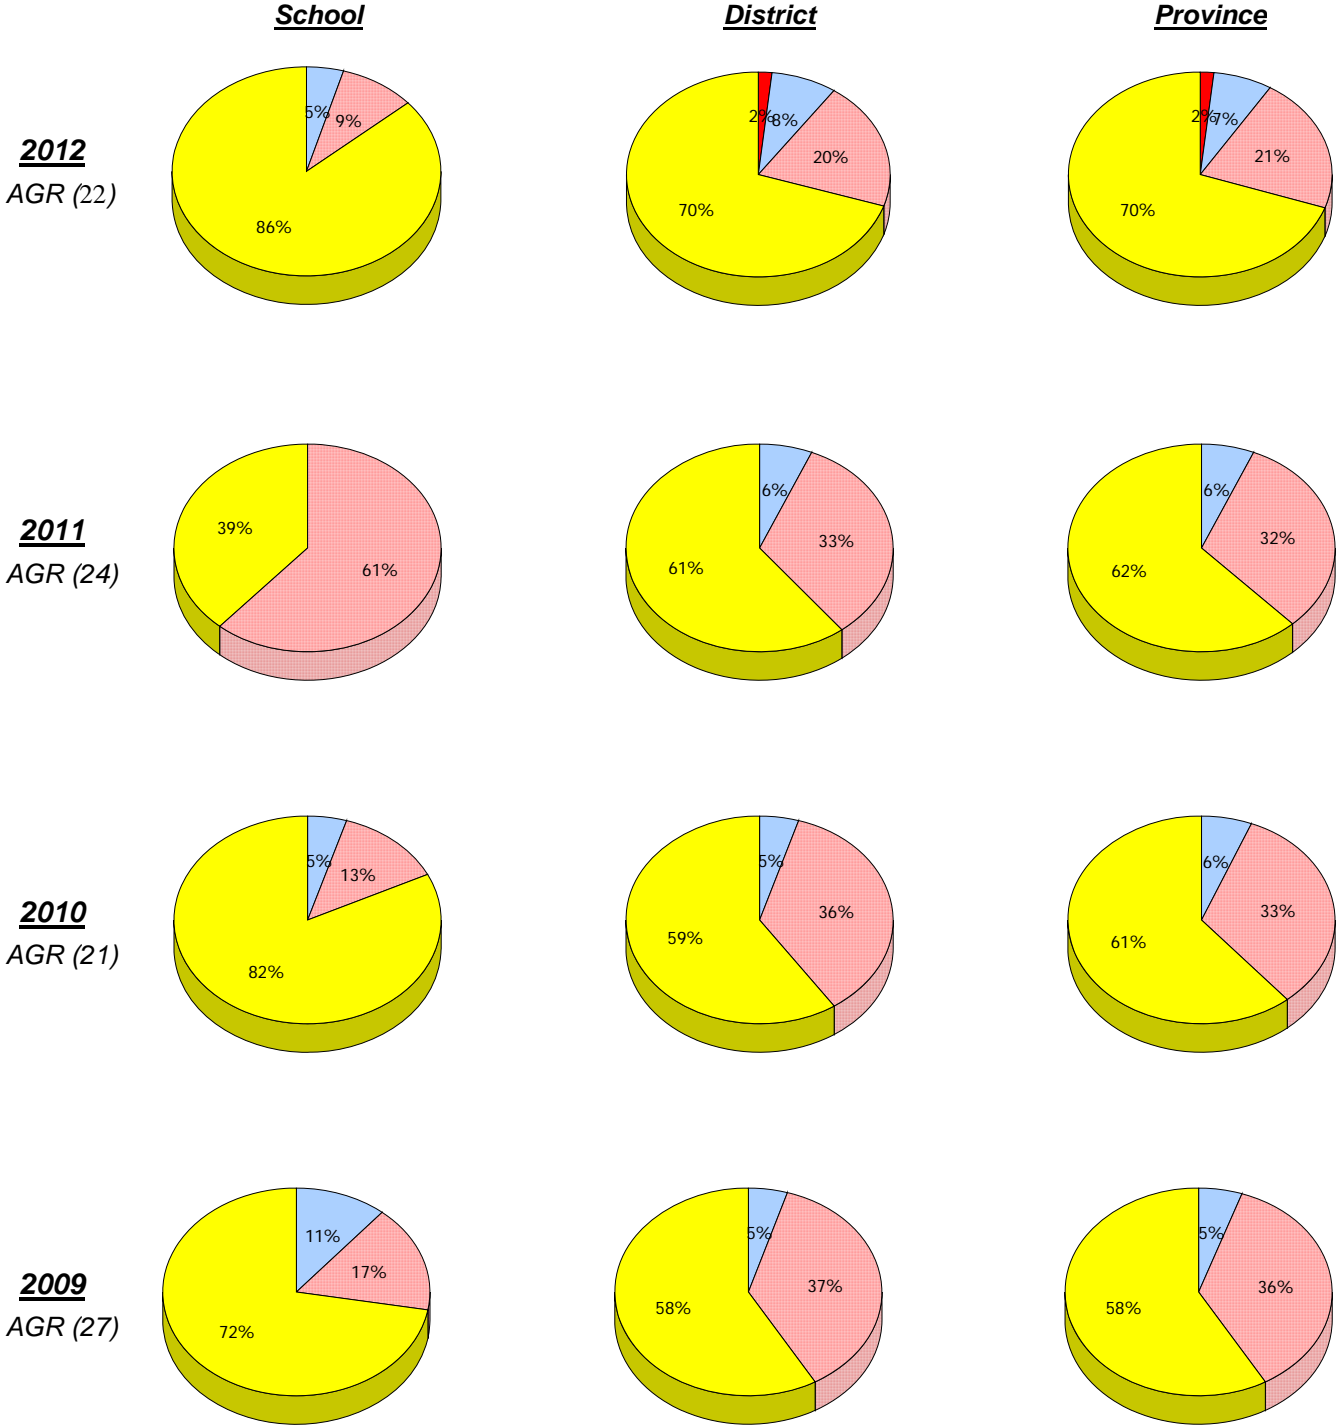 School District Province
5% 9% 86%
2% 8% 20% 70%
2% 7% 21% 70%
2012
AGR (22)
39% 61%
6% 33% 61%
6% 32% 62%
2011
AGR (24)
5% 13% 82%
5% 36% 59%
6% 33% 61%
2010
AGR (21)
11% 17% 72%
5% 37% 58%
5% 36% 58%
2009
AGR (27)